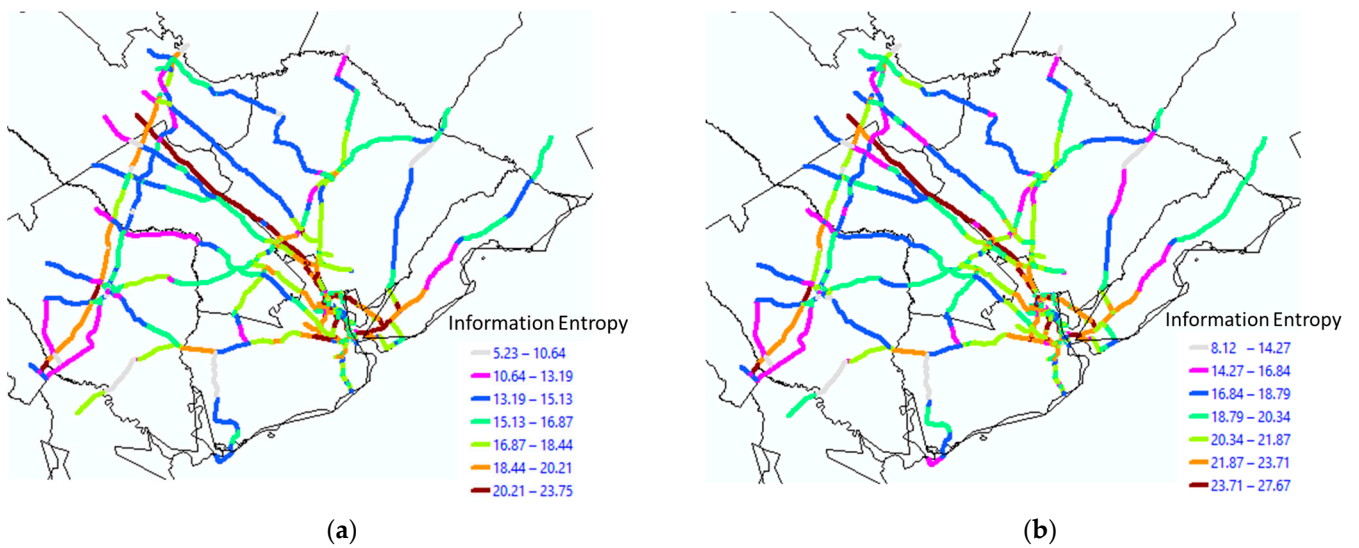 Information Entropy
5.23 – 10.64
10.64 – 13.19
13.19 – 15.13
15.13 – 16.87
16.87 – 18.44
18.44 – 20.21
20.21 – 23.75
(a)
Information Entropy
8.12 – 14.27
14.27 – 16.84
16.84 – 18.79
18.79 – 20.34
20.34 – 21.87
21.87 – 23.71
23.71 – 27.67
(b)